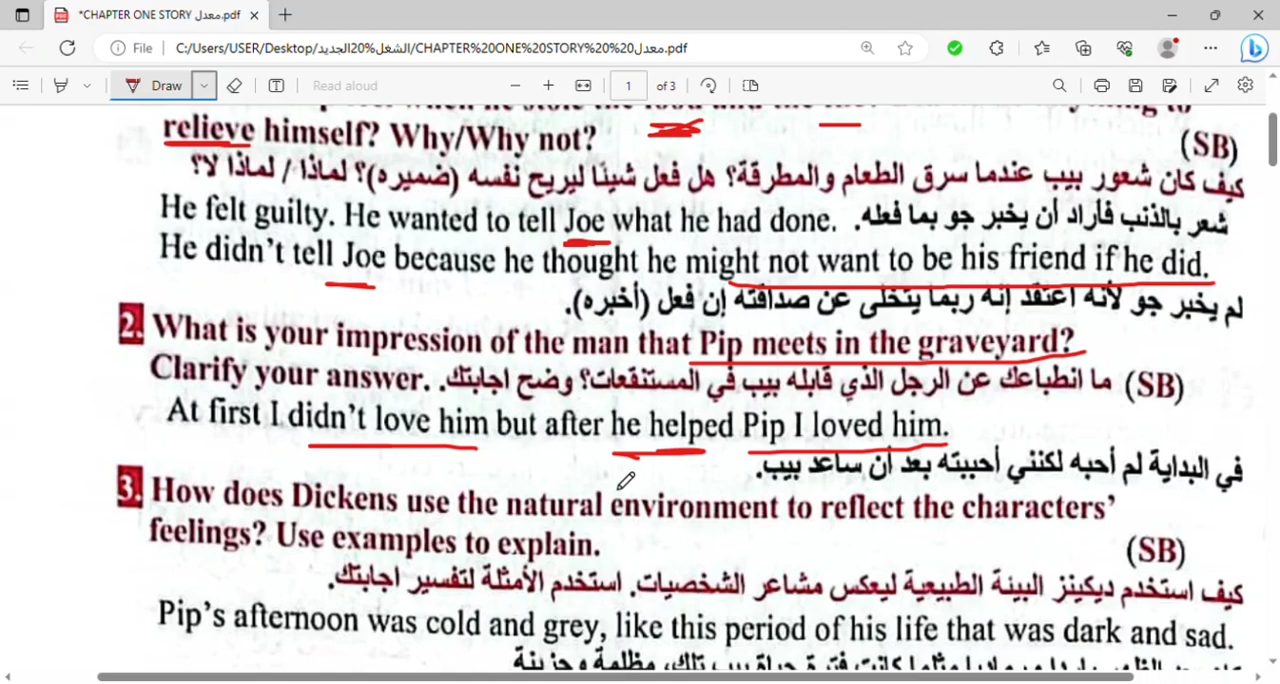 *CHAPTER ONE STORY معدل.pdf
File C:/Users/USER/Desktop/الشغل%20الجديد/CHAPTER%20ONE%20STORY%20%20معدل.pdf
Draw Read aloud 1 of 3
relieve himself? Why/Why not? (SB)
كيف كان شعور بيب عندما سرق الطعام والمطرقة؟ هل فعل شيئا ليريح نفسه (ضميره)؟ لماذا / لماذا لا؟
He felt guilty. He wanted to tell Joe what he had done. شعر بالذنب فأراد أن يخبر جو بما فعله.
He didn't tell Joe because he thought he might not want to be his friend if he did.
لم يخبر جو لأنه اعتقد إنه ربما يتخلى عن صداقته إن فعل (أخبره).
2. What is your impression of the man that Pip meets in the graveyard?
Clarify your answer. ما انطباعك عن الرجل الذي قابله بيب في المستنقعات؟ وضح اجابتك. (SB)
At first I didn't love him but after he helped Pip I loved him.
في البداية لم أحبه لكنني أحببته بعد أن ساعد بيب.
3. How does Dickens use the natural environment to reflect the characters'
feelings? Use examples to explain. (SB)
كيف استخدم ديكينز البيئة الطبيعية ليعكس مشاعر الشخصيات. استخدم الأمثلة لتفسير اجابتك.
Pip's afternoon was cold and grey, like this period of his life that was dark and sad.